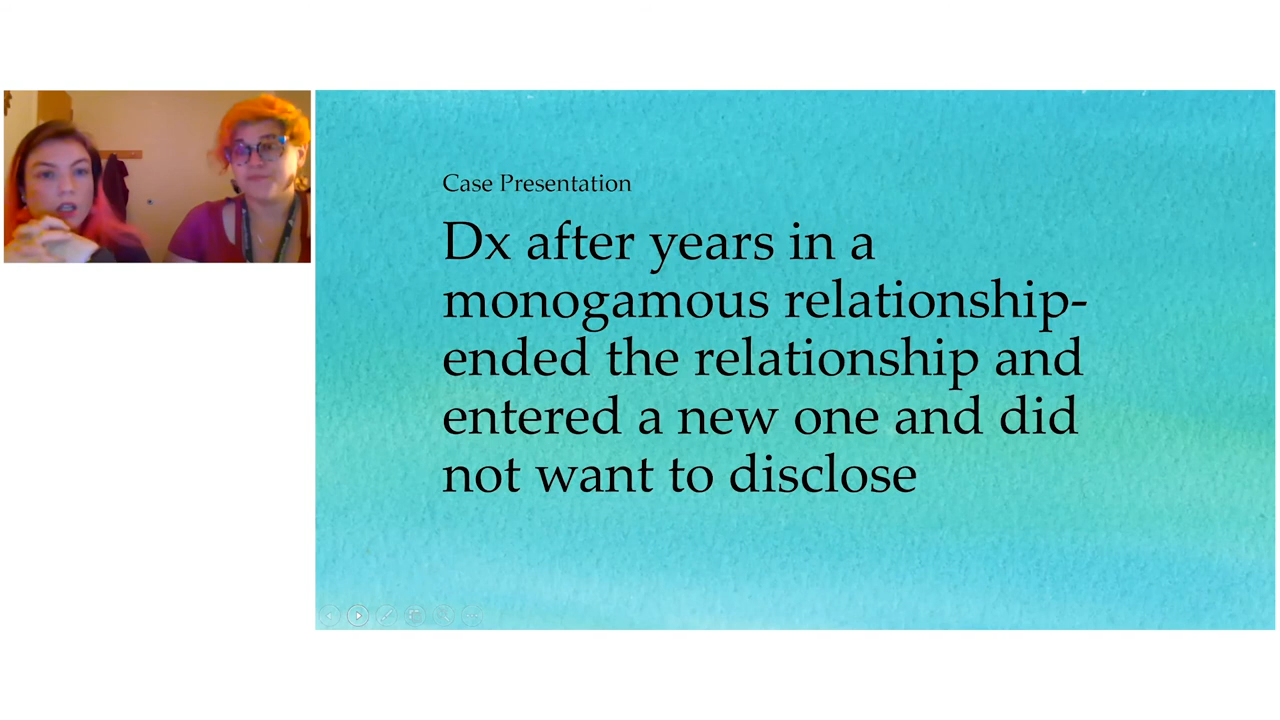 Case Presentation
Dx after years in a
monogamous relationship-
ended the relationship and
entered a new one and did
not want to disclose